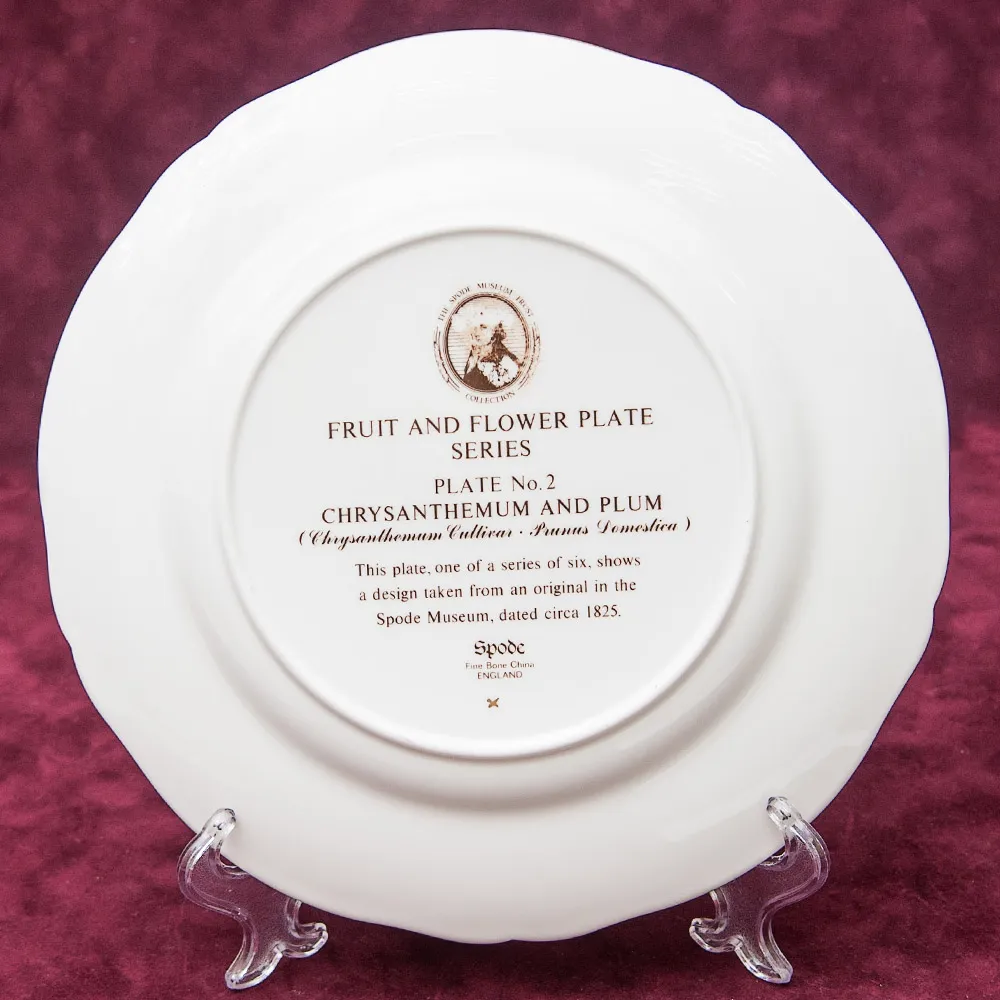 THE SPODE MUSEUM TRUST
COLLECTION
FRUIT AND FLOWER PLATE
SERIES
PLATE No. 2
CHRYSANTHEMUM AND PLUM
(Chrysanthemum Cultivar · Prunus Domestica)
This plate, one of a series of six, shows
a design taken from an original in the
Spode Museum, dated circa 1825.
Spode
Fine Bone China
ENGLAND